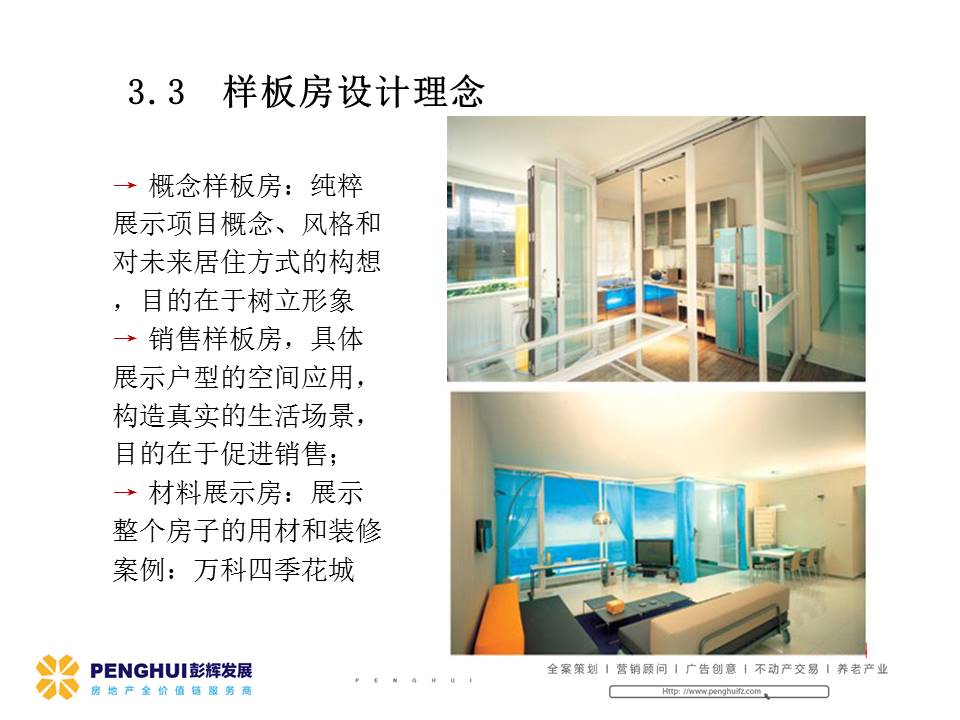 3.3 样板房设计理念
→ 概念样板房：纯粹
展示项目概念、风格和
对未来居住方式的构想
，目的在于树立形象
→ 销售样板房，具体
展示户型的空间应用，
构造真实的生活场景，
目的在于促进销售；
→ 材料展示房：展示
整个房子的用材和装修
案例：万科四季花城
PENGHUI彭辉发展
房地产全价值链服务商
PENGHUI
全案策划 I 营销顾问 I 广告创意 I 不动产交易 I 养老产业
Http: //www.penghuifz.com